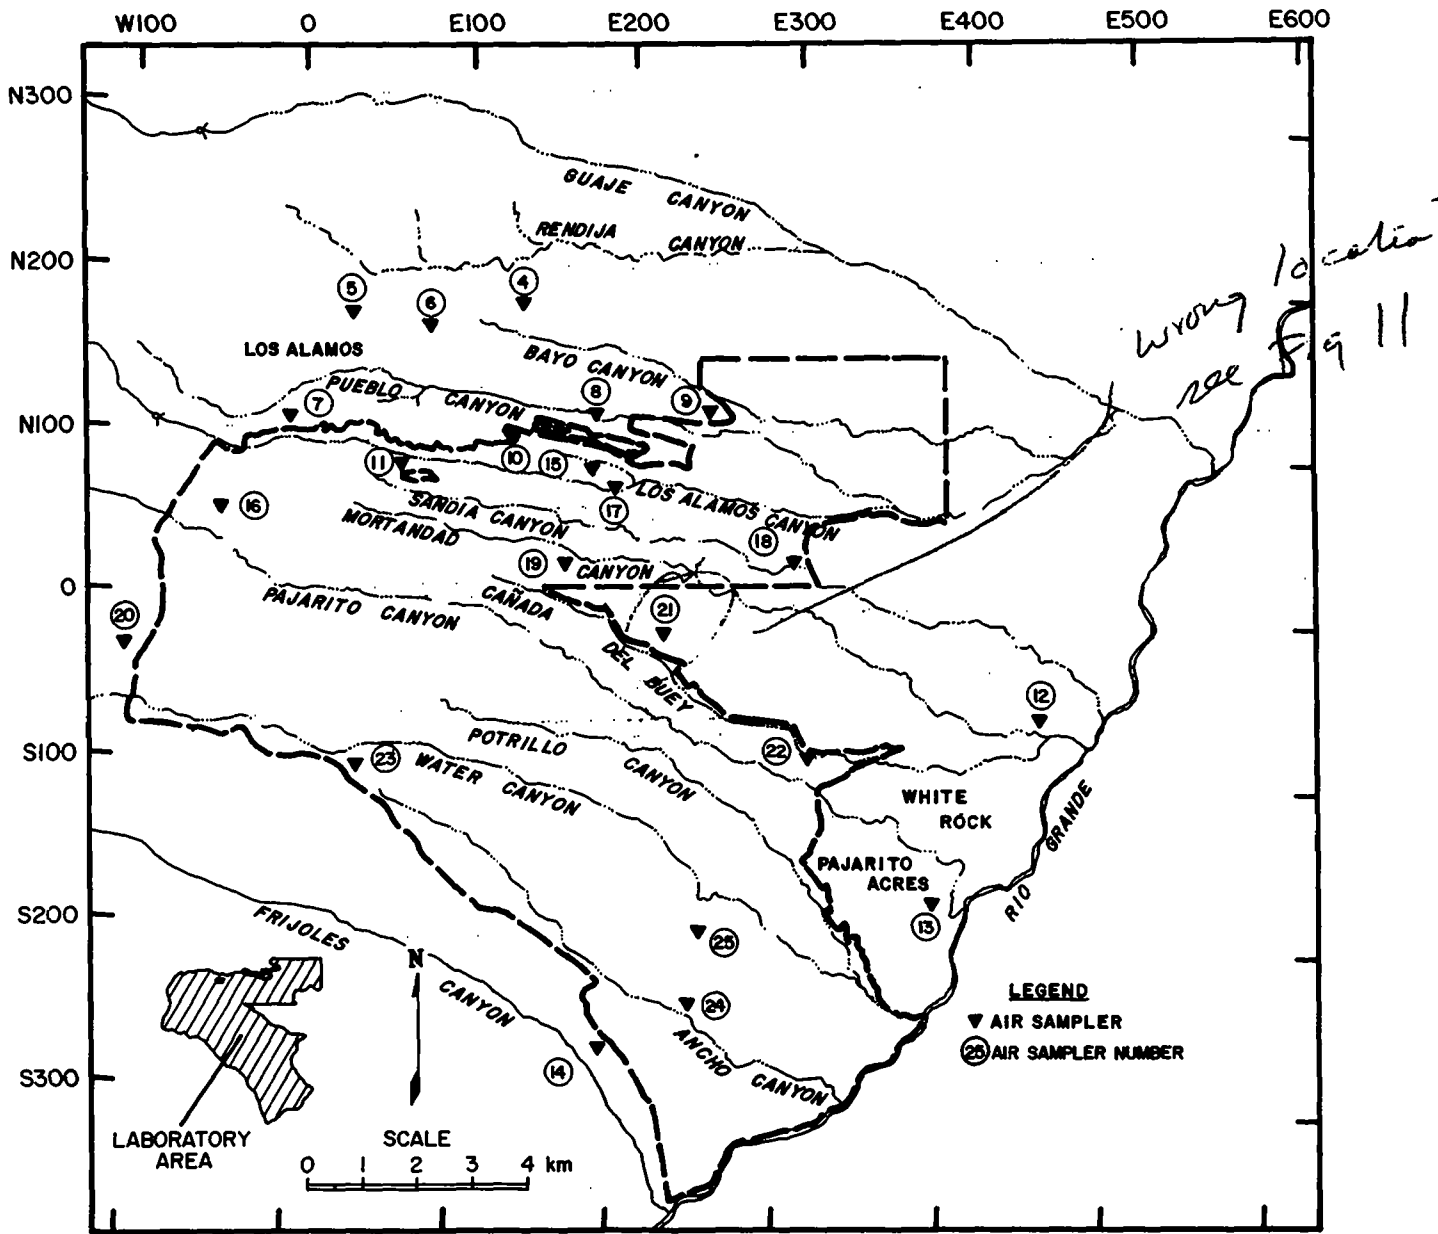 W100 0 E100 E200 E300 E400 E500 E600
N300
GUAJE CANYON
RENDIJA CANYON
N200
wrong location
see Fig 11
5
6
4
LOS ALAMOS
BAYO CANYON
PUEBLO CANYON
7
8
9
N100
11
10
15
16
SANDIA CANYON
17
LOS ALAMOS CANYON
MORTANDAD CANYON
18
19
0
PAJARITO CANYON
CAÑADA DEL BUEY
20
21
12
S100
POTRILLO CANYON
22
23
WATER CANYON
WHITE ROCK
RIO GRANDE
PAJARITO ACRES
13
S200
FRIJOLES CANYON
25
24
ANCHO CANYON
N
LEGEND
AIR SAMPLER
25 AIR SAMPLER NUMBER
S300
14
LABORATORY AREA
SCALE
0 1 2 3 4 km